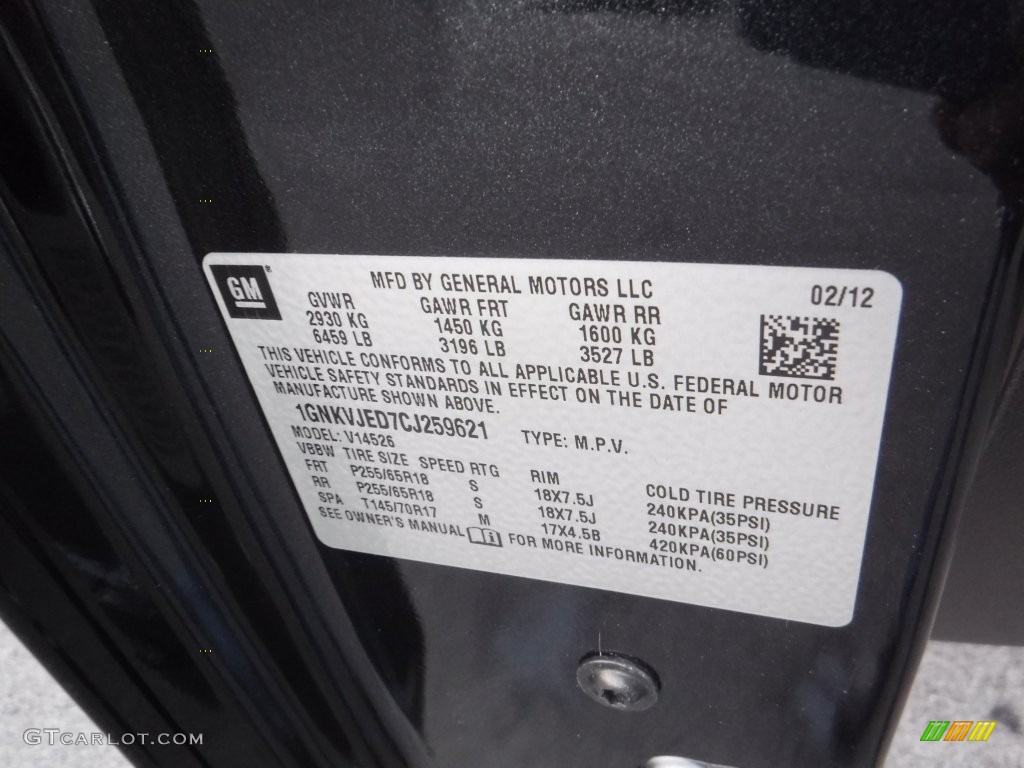 GM®
MFD BY GENERAL MOTORS LLC 02/12
GVWR GAWR FRT GAWR RR
2930 KG 1450 KG 1600 KG
6459 LB 3196 LB 3527 LB
THIS VEHICLE CONFORMS TO ALL APPLICABLE U.S. FEDERAL MOTOR
VEHICLE SAFETY STANDARDS IN EFFECT ON THE DATE OF
MANUFACTURE SHOWN ABOVE.
1GNKVJED7CJ259621 TYPE: M.P.V.
MODEL: V14526
VBBW TIRE SIZE SPEED RTG RIM COLD TIRE PRESSURE
FRT P255/65R18 S 18X7.5J 240KPA(35PSI)
RR P255/65R18 S 18X7.5J 240KPA(35PSI)
SPA T145/70R17 M 17X4.5B 420KPA(60PSI)
SEE OWNER'S MANUAL FOR MORE INFORMATION.
GTCARLOT.COM